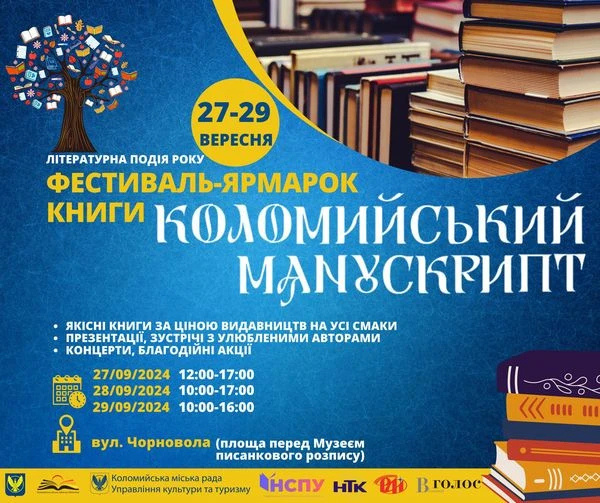 27-29
ВЕРЕСНЯ
ЛІТЕРАТУРНА ПОДІЯ РОКУ
ФЕСТИВАЛЬ-ЯРМАРОК
КНИГИ
КОЛОМИЙСЬКИЙ
МАНУСКРИПТ
ЯКІСНІ КНИГИ ЗА ЦІНОЮ ВИДАВНИЦТВ НА УСІ СМАКИ
ПРЕЗЕНТАЦІЇ, ЗУСТРІЧІ З УЛЮБЛЕНИМИ АВТОРАМИ
КОНЦЕРТИ, БЛАГОДІЙНІ АКЦІЇ
27/09/2024 12:00-17:00
28/09/2024 10:00-17:00
29/09/2024 10:00-16:00
вул. Чорновола (площа перед Музеєм
писанкового розпису)
Коломийська міська рада
Управління культури та туризму
НСПУ
НТК
В ГОЛОС